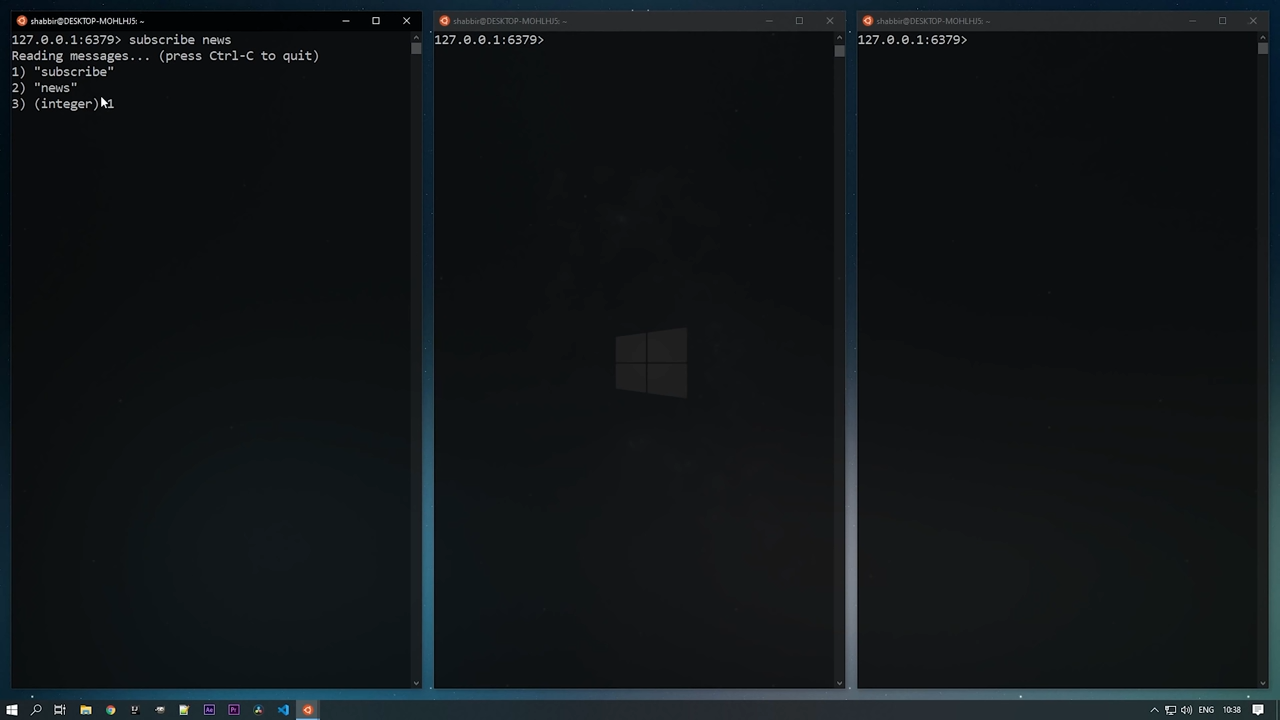 shabbir@DESKTOP-MOHLHJ5: ~
127.0.0.1:6379> subscribe news
Reading messages... (press Ctrl-C to quit)
1) "subscribe"
2) "news"
3) (integer) 1
shabbir@DESKTOP-MOHLHJ5: ~
127.0.0.1:6379>
shabbir@DESKTOP-MOHLHJ5: ~
127.0.0.1:6379>
ENG
10:38